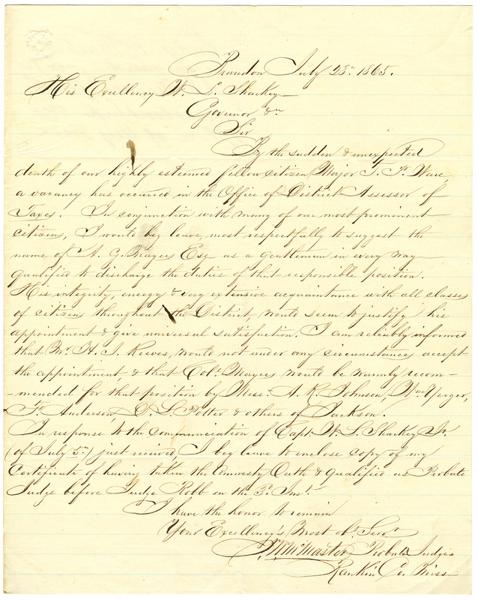 Brandon July 25th 1865.
His Excellency W. L. Sharkey
Govenor &c
Sir
By the sudden & unexpected
death of our highly esteemed fellow citizen Major T. P. Ware
a vacancy has occured in the Office of District Assessor of
Taxes. In conjunction with many of our most prominent
citizens, I would beg leave, most respectfully to suggest the
name of A. G. Mayers Esq as a gentleman in every way
qualified to discharge the duties of that responsible position.
His integrity, energy & very extensive acquaintance with all classes
of citizens throughout the District, would seem to justify his
appointment & give universal satisfaction. I am reliably informed
that Mr. H. J. Reeves, would not under any circumstances accept
the appointment, & that Col. Mayers would be warmly recom-
mended for that position by Mess. A. R. Johnson, Wm Yerger,
Fr. Anderson, D. L. Potter & others of Jackson.
In response to the communication of Capt. W. L. Sharkey Jr.
(of July 5th) just received, I beg leave to enclose copy of my
Certificate of having taken the Amnesty Oath & qualified as Probate
Judge before Judge Robb on the Inst.
I have the honor to remain
Your Excellency's Most obt Servt
McMaster Probate Judge
Rankin Co. Miss